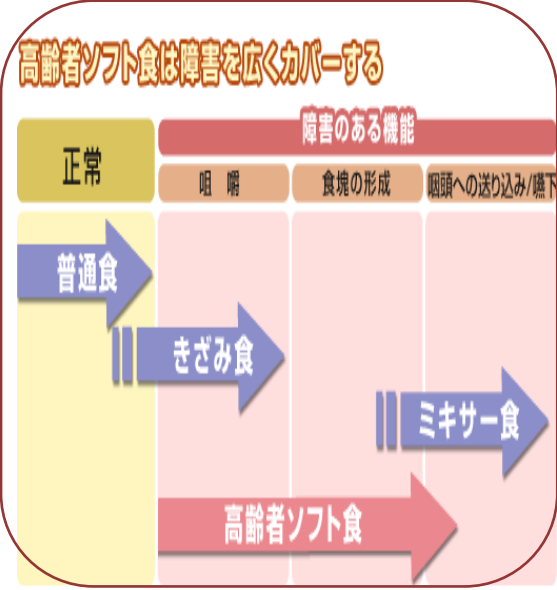 高齢者ソフト食は障害を広くカバーする
正常
障害のある機能
咀嚼
食塊の形成
咽頭への送り込み/嚥下
普通食
きざみ食
ミキサー食
高齢者ソフト食